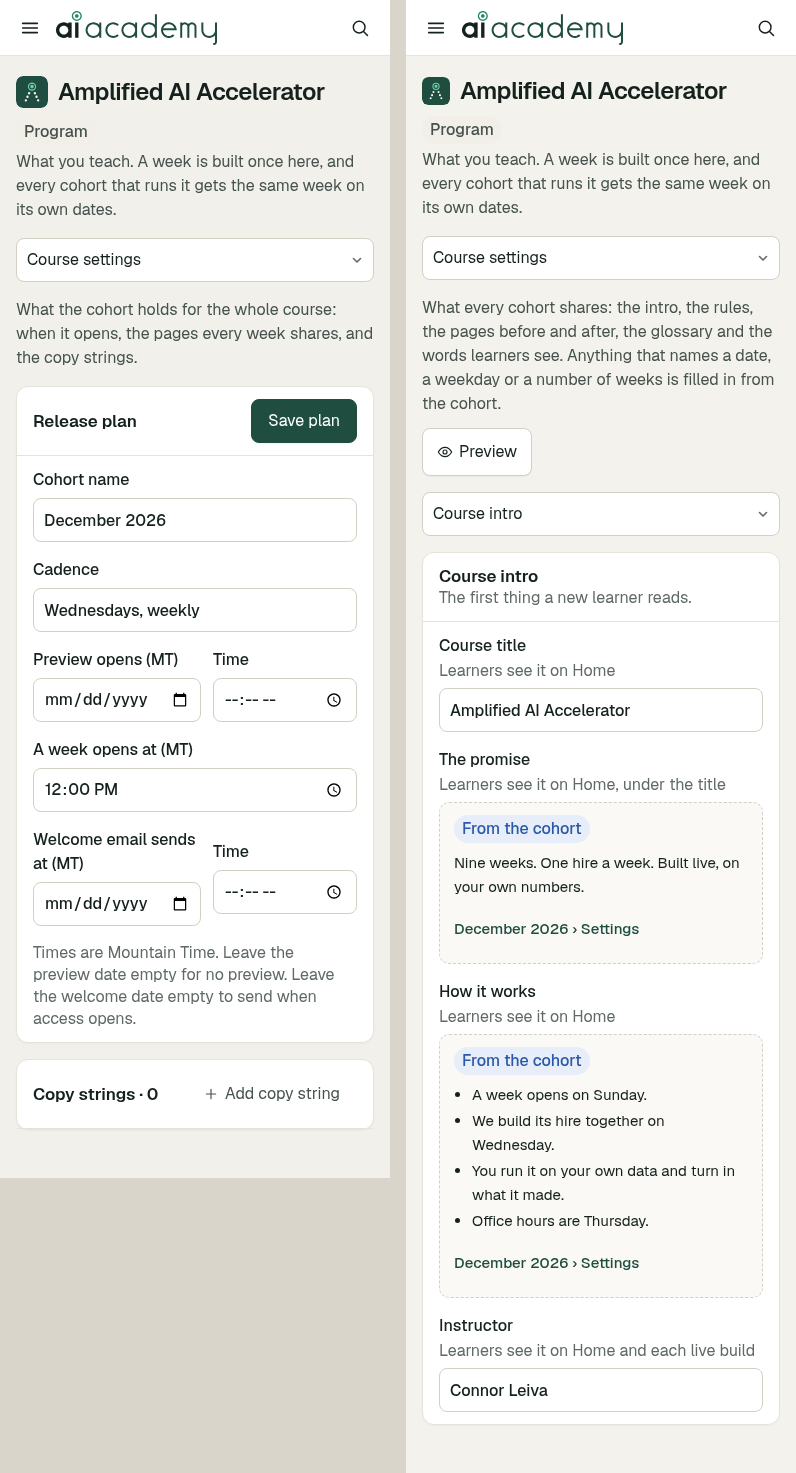 ai academy
Amplified AI Accelerator
Program
What you teach. A week is built once here, and
every cohort that runs it gets the same week on
its own dates.
Course settings
What the cohort holds for the whole course:
when it opens, the pages every week shares, and
the copy strings.
Release plan
Save plan
Cohort name
December 2026
Cadence
Wednesdays, weekly
Preview opens (MT)
Time
mm/dd/yyyy
--:-- --
A week opens at (MT)
12:00 PM
Welcome email sends
at (MT)
Time
mm/dd/yyyy
--:-- --
Times are Mountain Time. Leave the
preview date empty for no preview. Leave
the welcome date empty to send when
access opens.
Copy strings · 0
+ Add copy string
ai academy
Amplified AI Accelerator
Program
What you teach. A week is built once here, and
every cohort that runs it gets the same week on
its own dates.
Course settings
What every cohort shares: the intro, the rules,
the pages before and after, the glossary and the
words learners see. Anything that names a date,
a weekday or a number of weeks is filled in from
the cohort.
Preview
Course intro
Course intro
The first thing a new learner reads.
Course title
Learners see it on Home
Amplified AI Accelerator
The promise
Learners see it on Home, under the title
From the cohort
Nine weeks. One hire a week. Built live, on
your own numbers.
December 2026 › Settings
How it works
Learners see it on Home
From the cohort
• A week opens on Sunday.
• We build its hire together on
Wednesday.
• You run it on your own data and turn in
what it made.
• Office hours are Thursday.
December 2026 › Settings
Instructor
Learners see it on Home and each live build
Connor Leiva